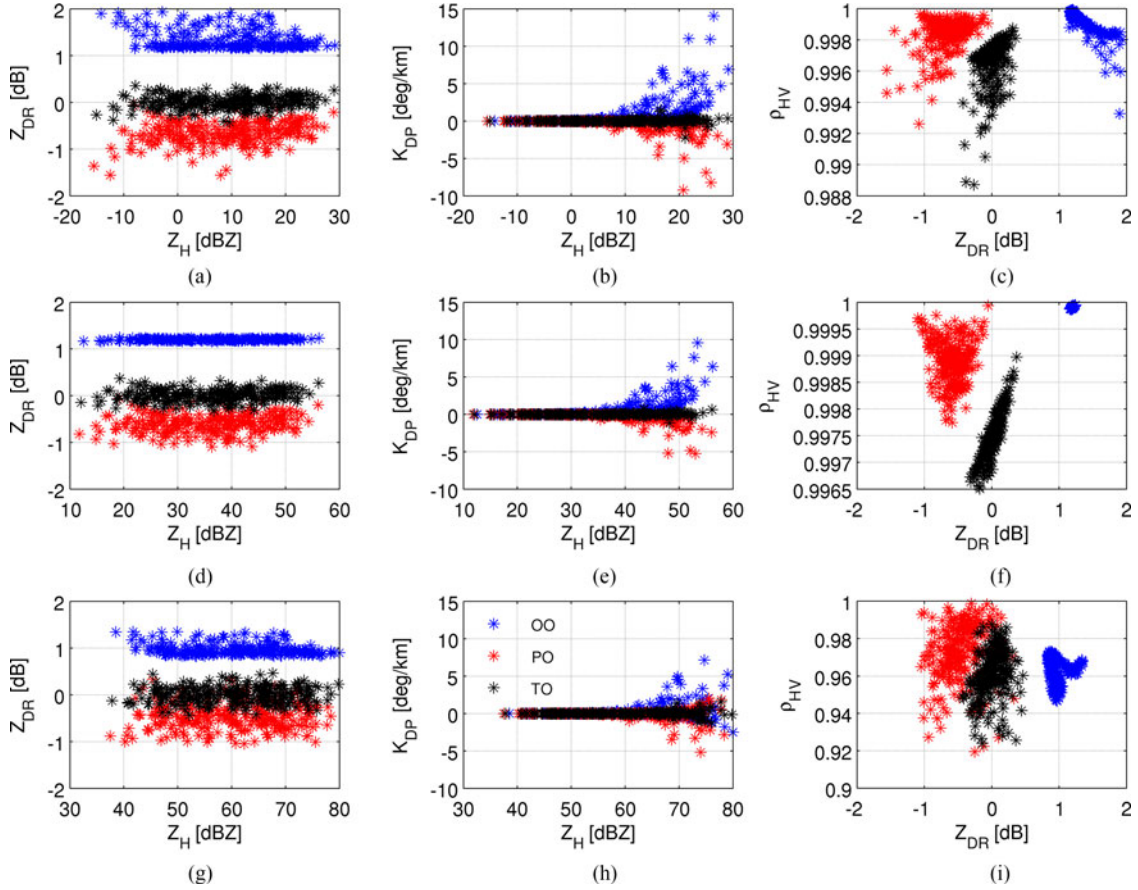 2
1
0
-1
-2
Z_DR [dB]
-20 -10 0 10 20 30
Z_H [dBZ]
(a)
15
10
5
0
-5
-10
K_DP [deg/km]
-20 -10 0 10 20 30
Z_H [dBZ]
(b)
1
0.998
0.996
0.994
0.992
0.99
0.988
ρ_HV
-2 -1 0 1 2
Z_DR [dB]
(c)
2
1
0
-1
-2
Z_DR [dB]
10 20 30 40 50 60
Z_H [dBZ]
(d)
15
10
5
0
-5
-10
K_DP [deg/km]
10 20 30 40 50 60
Z_H [dBZ]
(e)
1
0.9995
0.999
0.9985
0.998
0.9975
0.997
0.9965
ρ_HV
-2 -1 0 1 2
Z_DR [dB]
(f)
2
1
0
-1
-2
Z_DR [dB]
30 40 50 60 70 80
Z_H [dBZ]
(g)
15
10
5
0
-5
-10
K_DP [deg/km]
OO
PO
TO
30 40 50 60 70 80
Z_H [dBZ]
(h)
1
0.98
0.96
0.94
0.92
0.9
ρ_HV
-2 -1 0 1 2
Z_DR [dB]
(i)